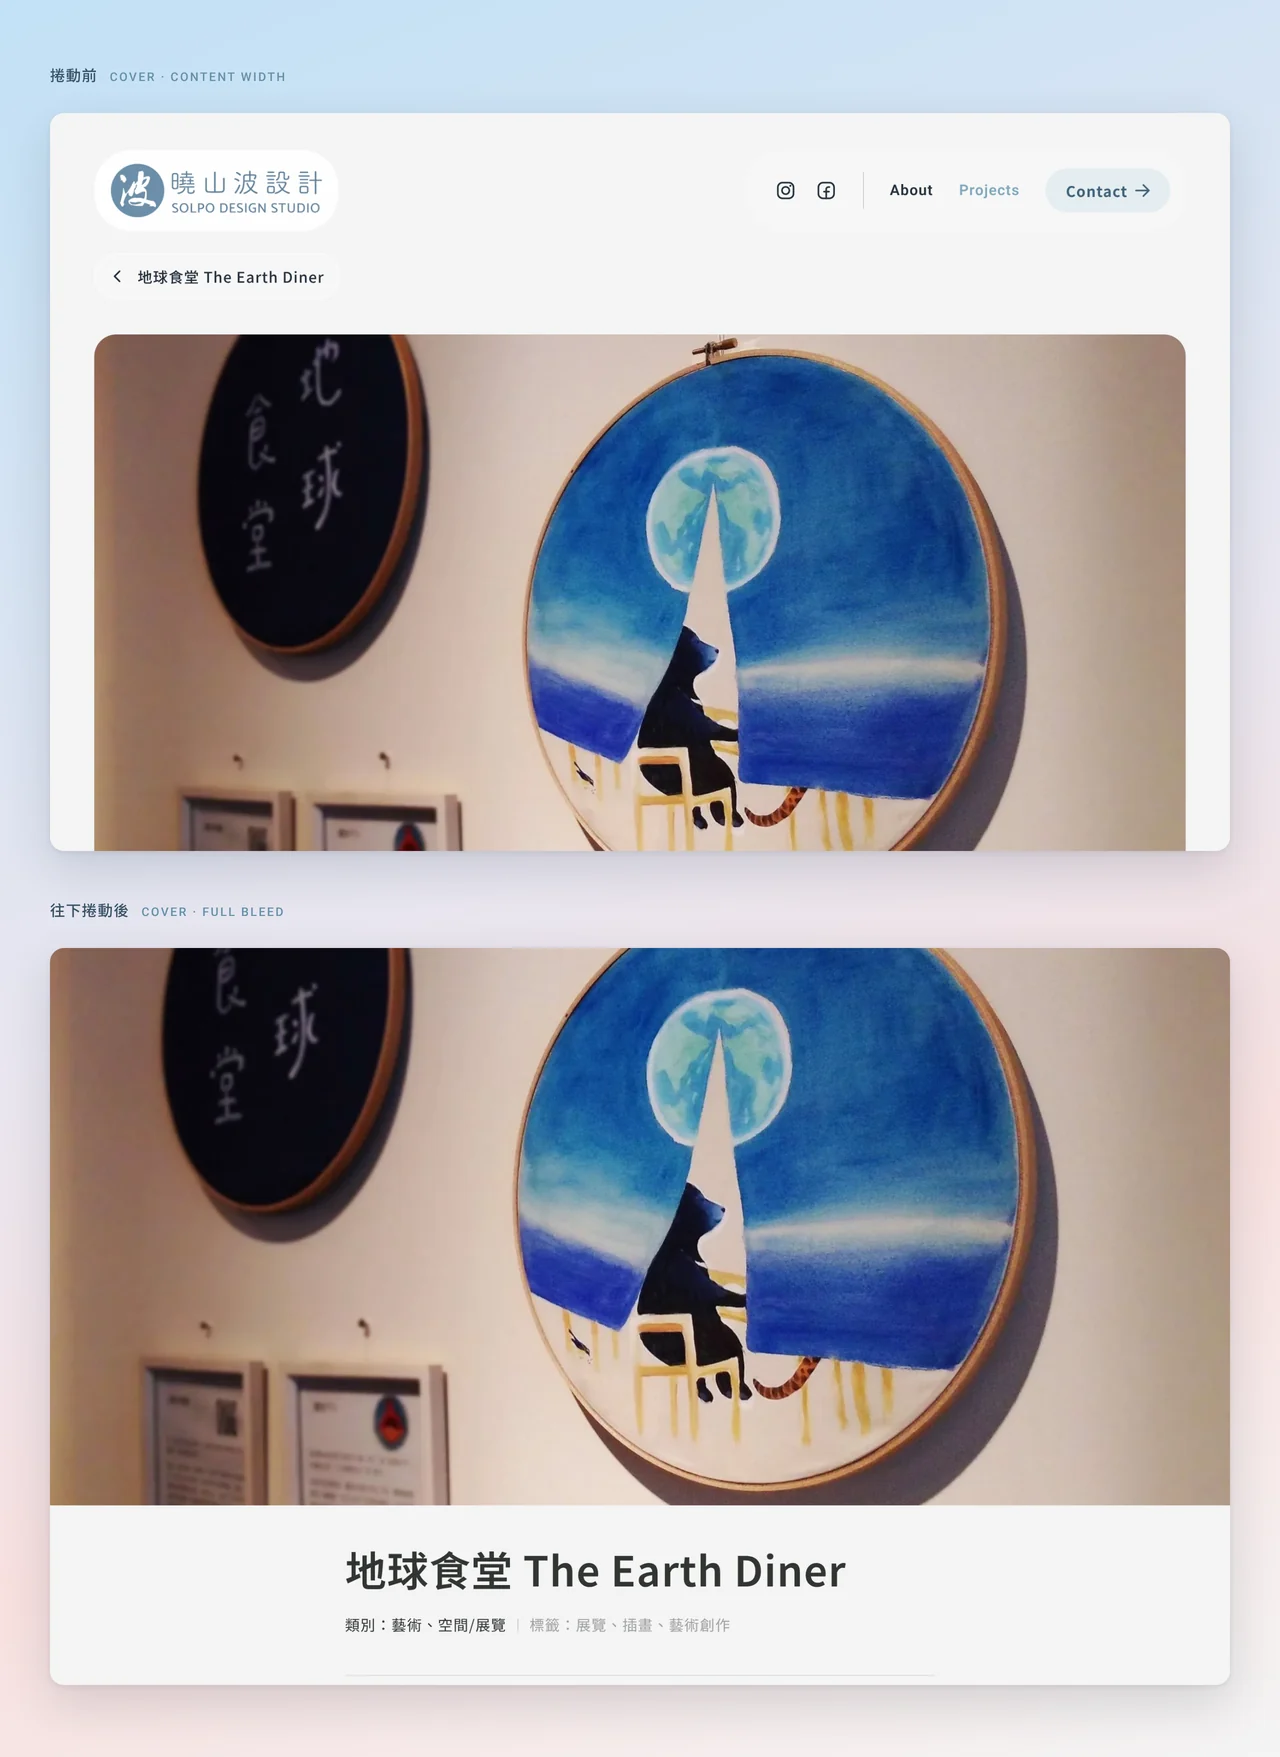 捲動前 COVER · CONTENT WIDTH
波 曉山波設計
SOLPO DESIGN STUDIO
About Projects Contact →
地球食堂 The Earth Diner
地球
食堂
往下捲動後 COVER · FULL BLEED
球
食堂
地球食堂 The Earth Diner
類別：藝術、空間/展覽 | 標籤：展覽、插畫、藝術創作